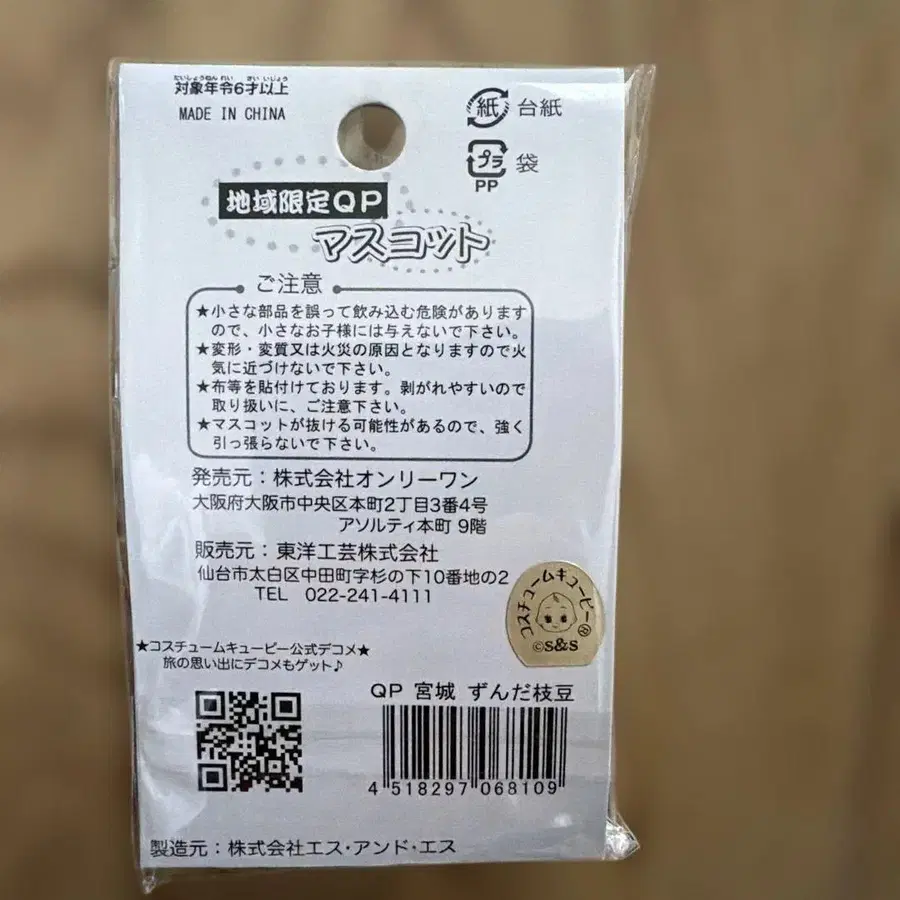 たいしょうねんれい さいいじょう
対象年令6才以上
MADE IN CHINA
紙 台紙
プラ 袋
PP
地域限定QP
マスコット
ご注意
★小さな部品を誤って飲み込む危険があります
ので、小さなお子様には与えないで下さい。
★変形・変質又は火災の原因となりますので火
気に近づけないで下さい。
★布等を貼付けております。剥がれやすいので
取り扱いに、ご注意下さい。
★マスコットが抜ける可能性があるので、強く
引っ張らないで下さい。
発売元：株式会社オンリーワン
大阪府大阪市中央区本町2丁目3番4号
アソルティ本町 9階
販売元：東洋工芸株式会社
仙台市太白区中田町字杉の下10番地の2
TEL 022-241-4111
コスチュームキューピー®
©S&S
★コスチュームキューピー公式デコメ★
旅の思い出にデコメもゲット♪
QP 宮城 ずんだ枝豆
4 518297 068109
製造元：株式会社エス・アンド・エス